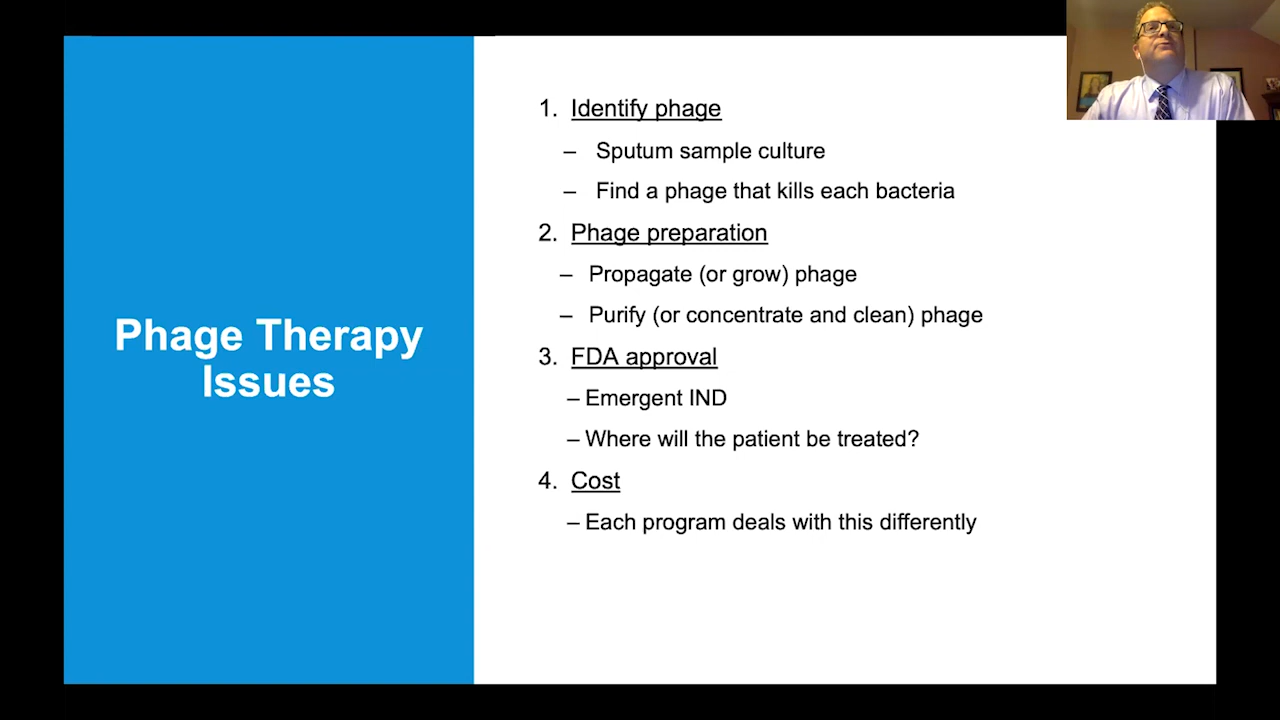 Phage Therapy
Issues
1. Identify phage
– Sputum sample culture
– Find a phage that kills each bacteria
2. Phage preparation
– Propagate (or grow) phage
– Purify (or concentrate and clean) phage
3. FDA approval
– Emergent IND
– Where will the patient be treated?
4. Cost
– Each program deals with this differently